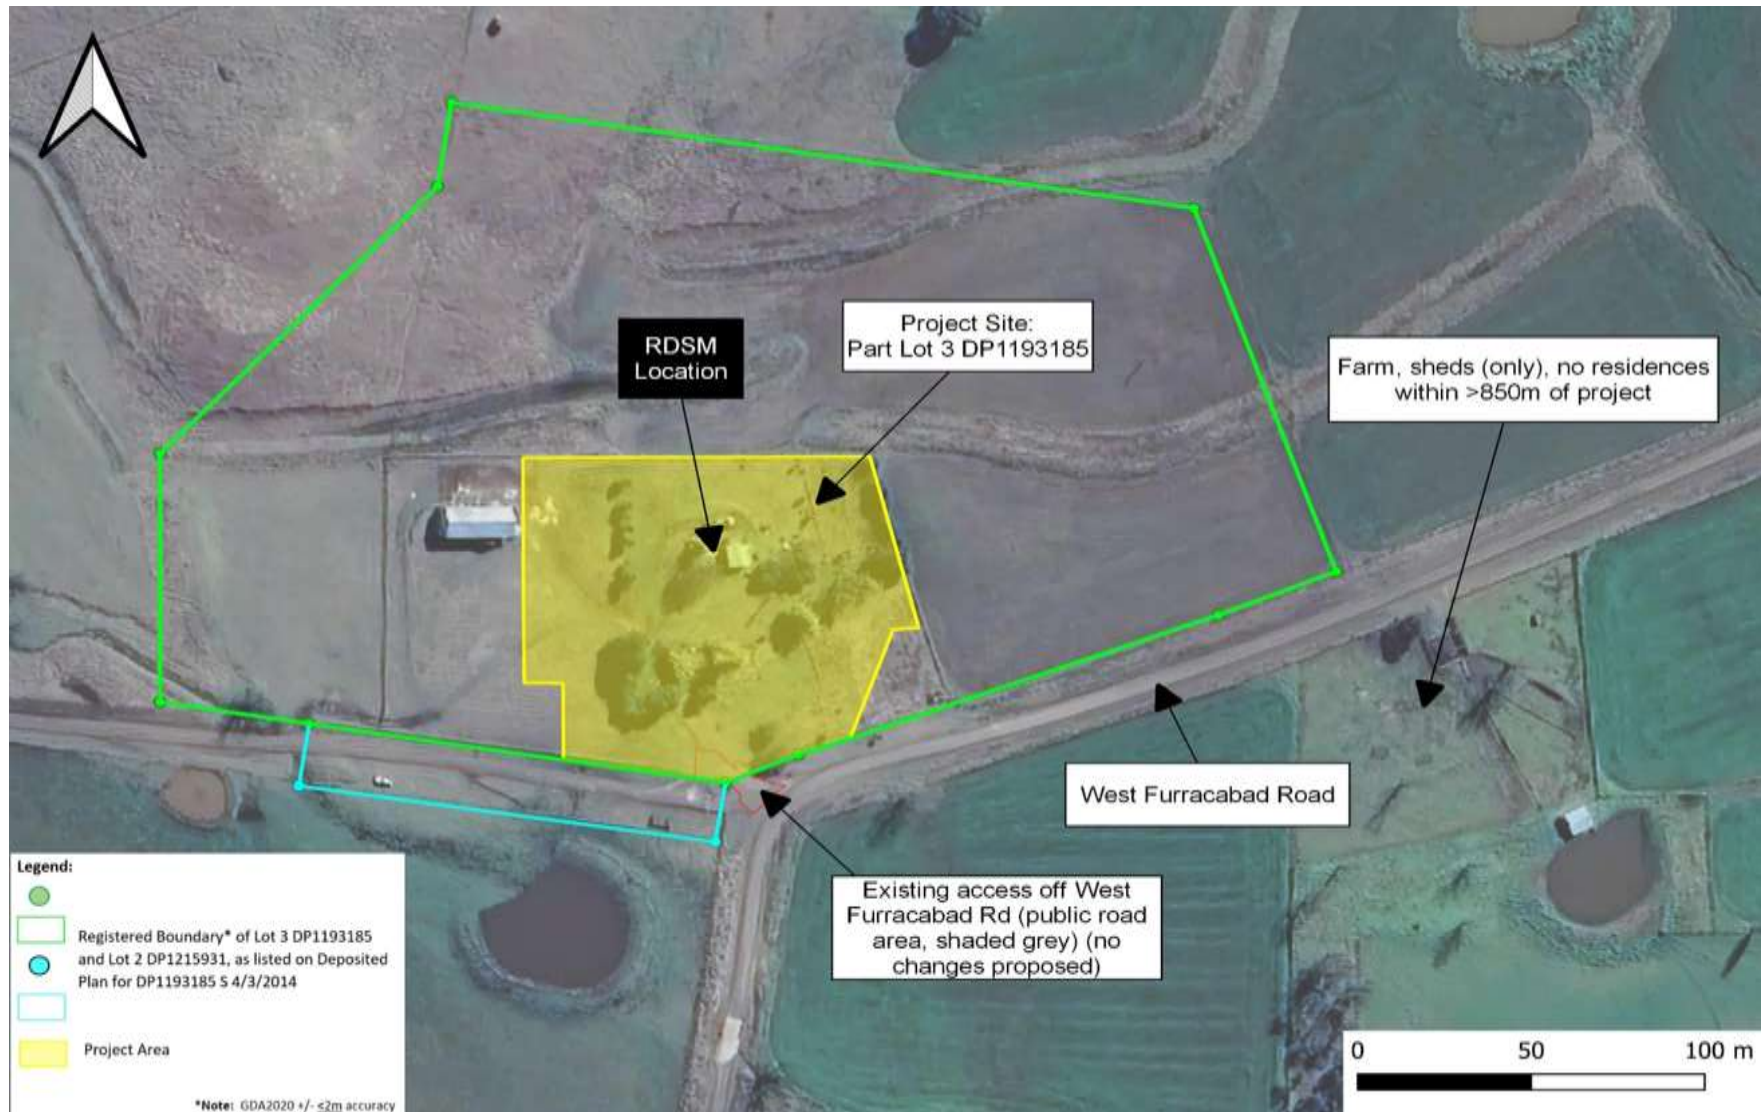 RDSM
Location
Project Site:
Part Lot 3 DP1193185
Farm, sheds (only), no residences
within >850m of project
West Furracabad Road
Existing access off West
Furracabad Rd (public road
area, shaded grey) (no
changes proposed)
Legend:
Registered Boundary* of Lot 3 DP1193185
and Lot 2 DP1215931, as listed on Deposited
Plan for DP1193185 S 4/3/2014
Project Area
*Note: GDA2020 +/- <2m accuracy
0 50 100 m